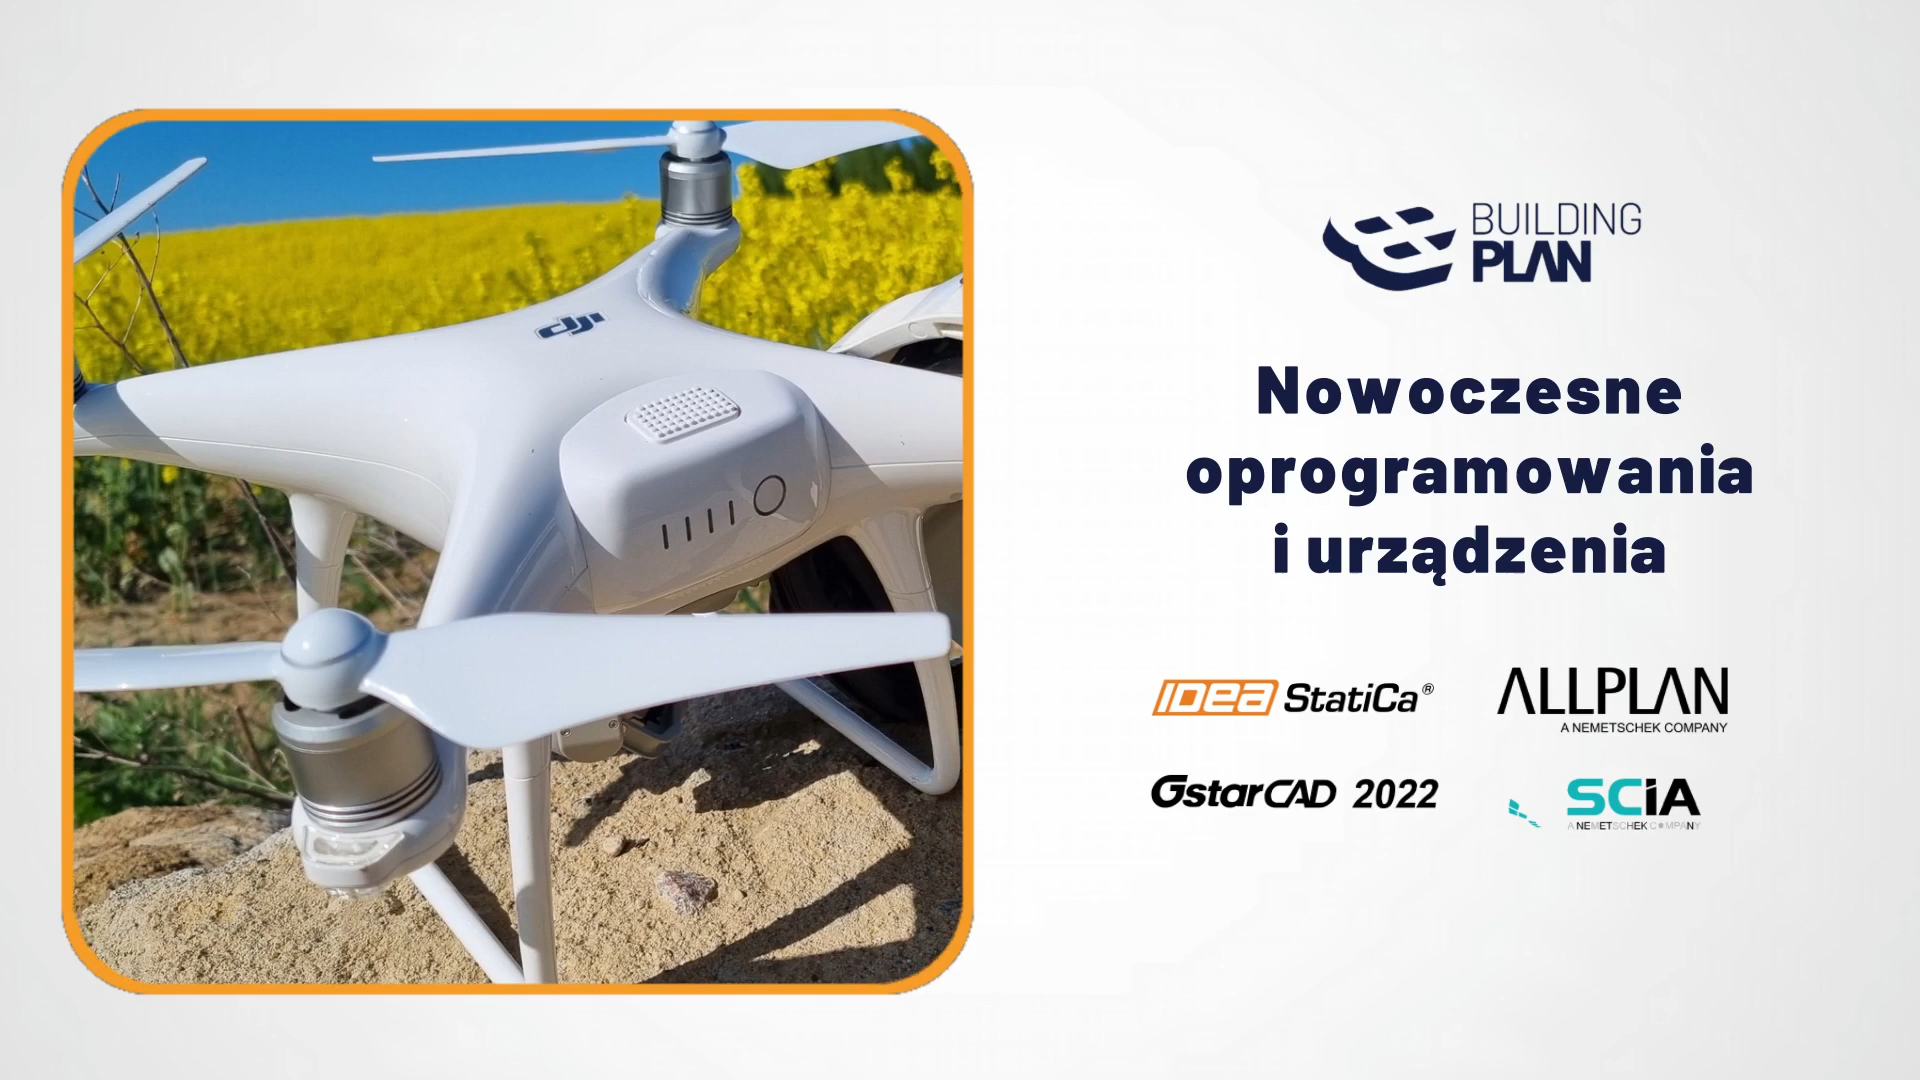 dji
BUILDING
PLAN
Nowoczesne
oprogramowania
i urządzenia
IDEA StatiCa®
ALLPLAN
A NEMETSCHEK COMPANY
GstarCAD 2022
SCiA
A NEMETSCHEK COMPANY